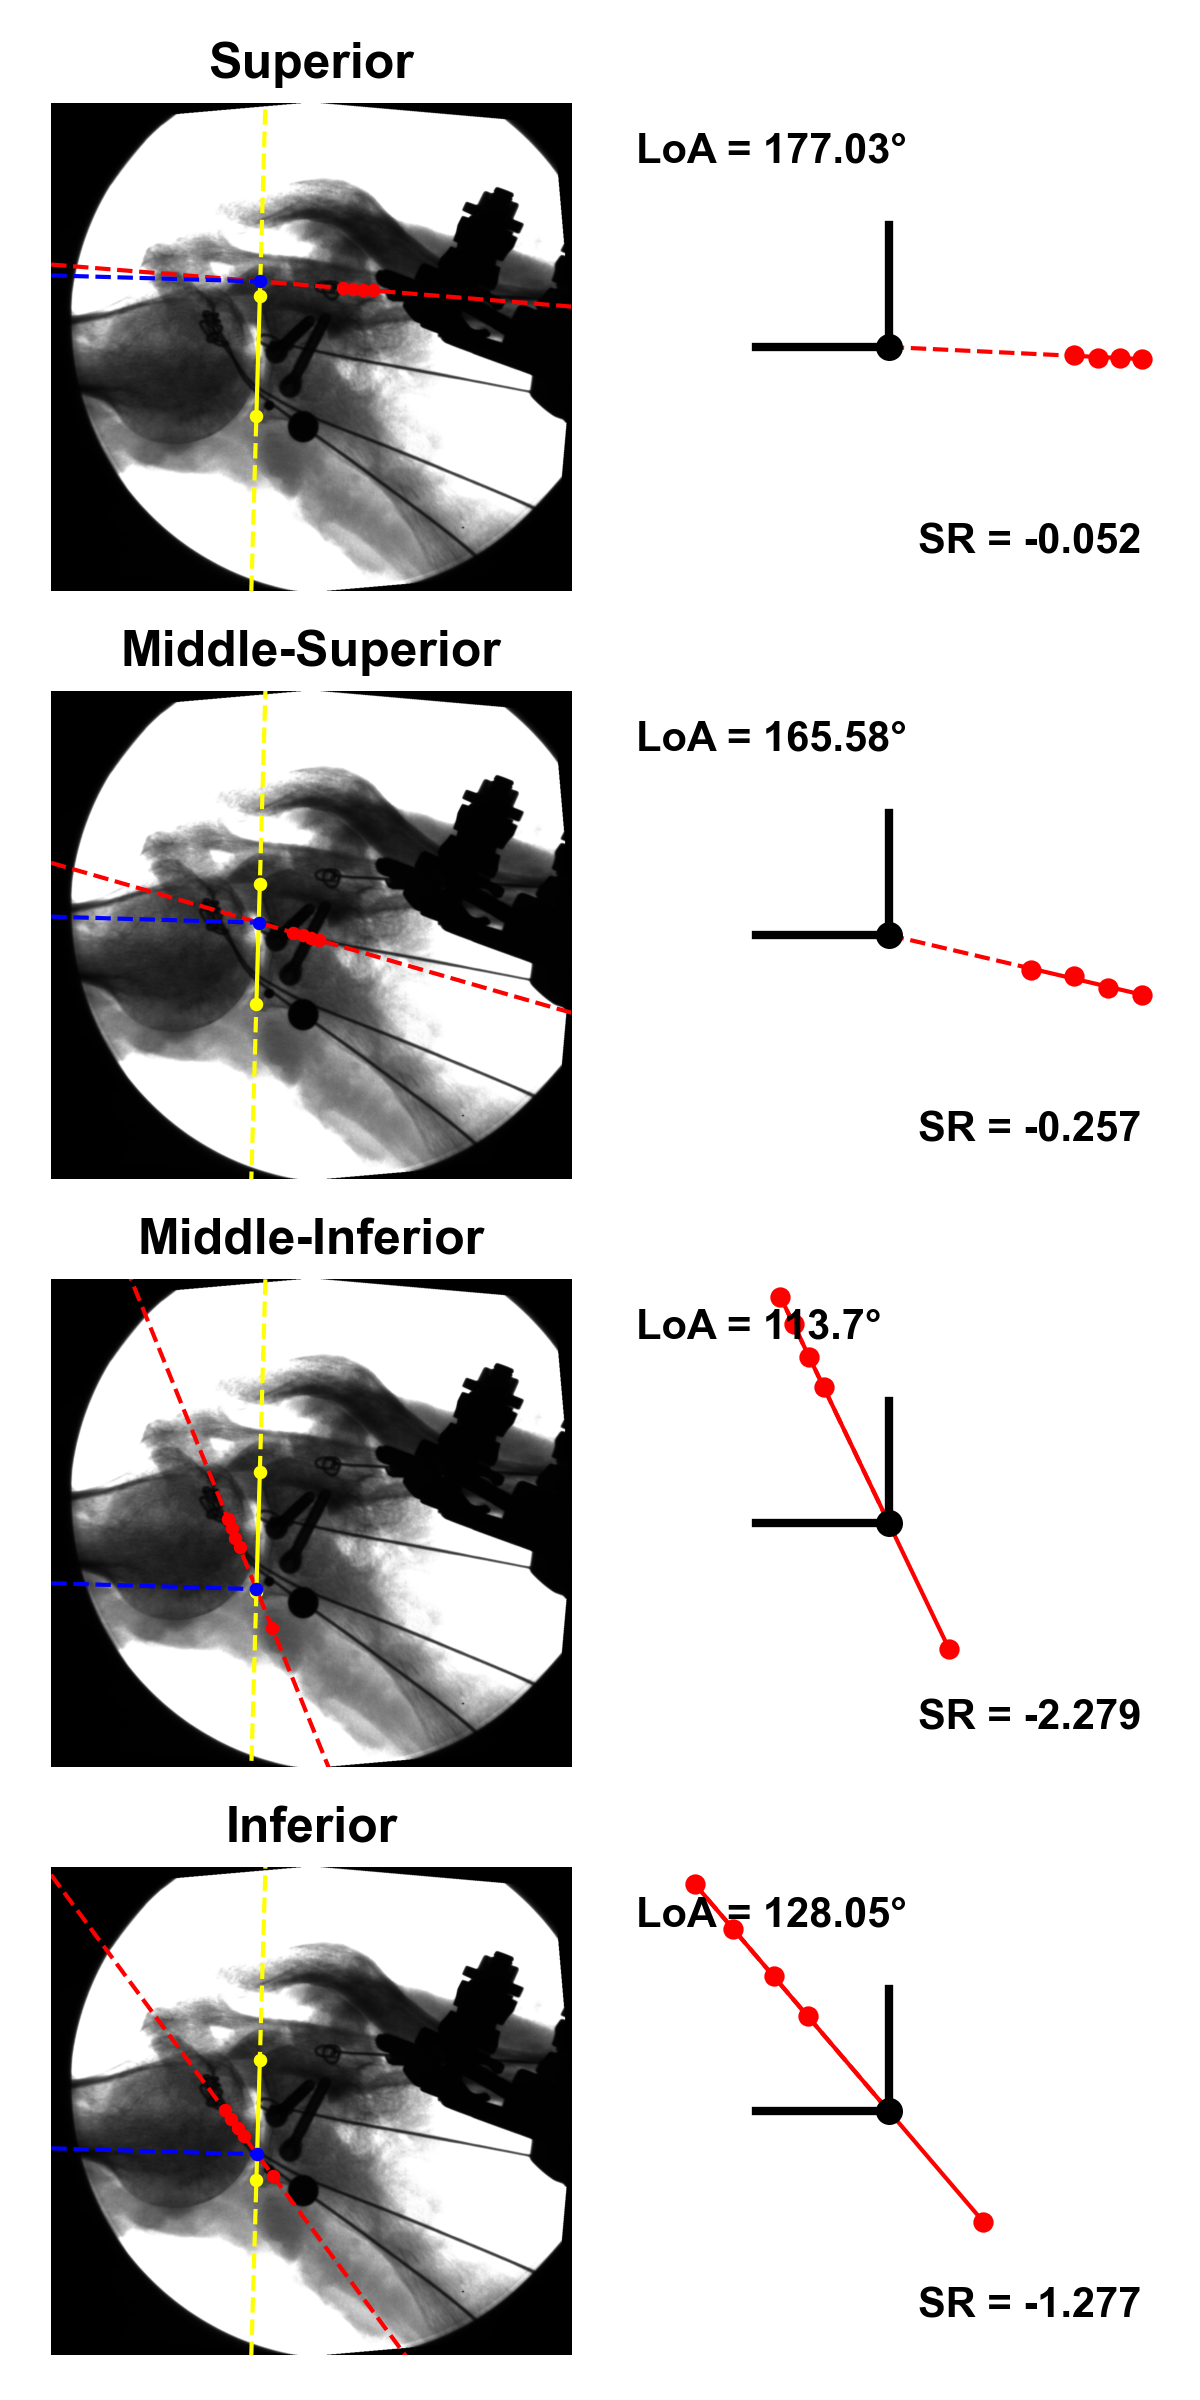 Superior
LoA = 177.03°
SR = -0.052
Middle-Superior
LoA = 165.58°
SR = -0.257
Middle-Inferior
LoA = 113.7°
SR = -2.279
Inferior
LoA = 128.05°
SR = -1.277